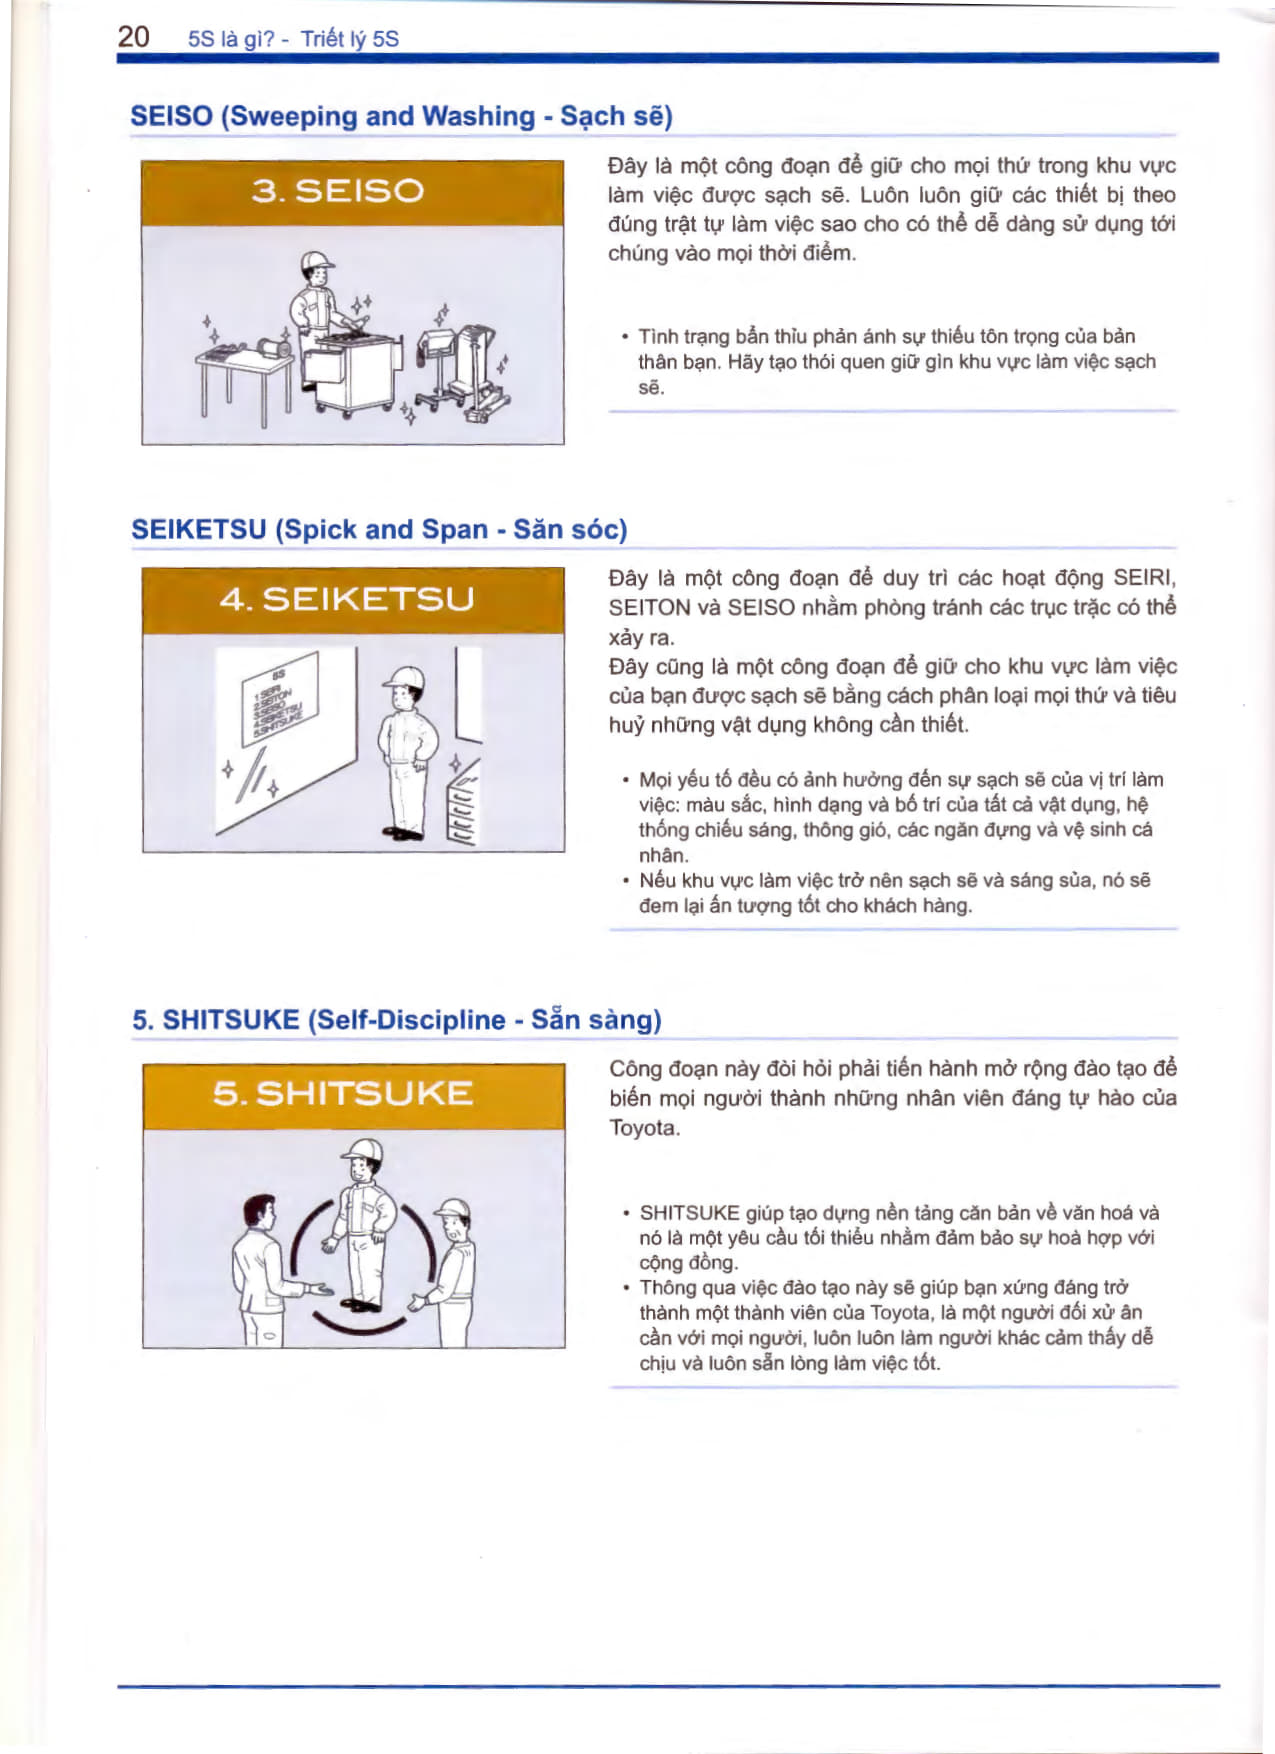 20 5S là gì? - Triết lý 5S
SEISO (Sweeping and Washing - Sạch sẽ)
3. SEISO
Đây là một công đoạn để giữ cho mọi thứ trong khu vực
làm việc được sạch sẽ. Luôn luôn giữ các thiết bị theo
đúng trật tự làm việc sao cho có thể dễ dàng sử dụng tới
chúng vào mọi thời điểm.
• Tình trạng bẩn thỉu phản ánh sự thiếu tôn trọng của bản
thân bạn. Hãy tạo thói quen giữ gìn khu vực làm việc sạch
sẽ.
SEIKETSU (Spick and Span - Săn sóc)
4. SEIKETSU
5S
1.SEIRI
2.SEITON
3.SEISO
4.SEIKETSU
5.SHITSUKE
Đây là một công đoạn để duy trì các hoạt động SEIRI,
SEITON và SEISO nhằm phòng tránh các trục trặc có thể
xảy ra.
Đây cũng là một công đoạn để giữ cho khu vực làm việc
của bạn được sạch sẽ bằng cách phân loại mọi thứ và tiêu
huỷ những vật dụng không cần thiết.
• Mọi yếu tố đều có ảnh hưởng đến sự sạch sẽ của vị trí làm
việc: màu sắc, hình dạng và bố trí của tất cả vật dụng, hệ
thống chiếu sáng, thông gió, các ngăn đựng và vệ sinh cá
nhân.
• Nếu khu vực làm việc trở nên sạch sẽ và sáng sủa, nó sẽ
đem lại ấn tượng tốt cho khách hàng.
5. SHITSUKE (Self-Discipline - Sẵn sàng)
5. SHITSUKE
Công đoạn này đòi hỏi phải tiến hành mở rộng đào tạo để
biến mọi người thành những nhân viên đáng tự hào của
Toyota.
• SHITSUKE giúp tạo dựng nền tảng căn bản về văn hoá và
nó là một yêu cầu tối thiểu nhằm đảm bảo sự hoà hợp với
cộng đồng.
• Thông qua việc đào tạo này sẽ giúp bạn xứng đáng trở
thành một thành viên của Toyota, là một người đối xử ân
cần với mọi người, luôn luôn làm người khác cảm thấy dễ
chịu và luôn sẵn lòng làm việc tốt.